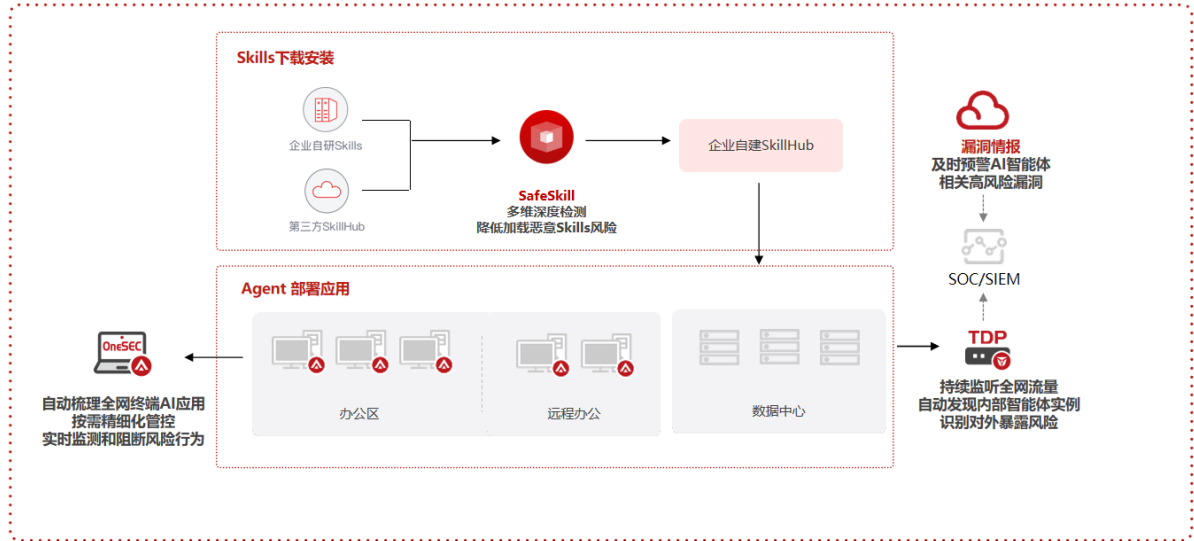 Skills下载安装
企业自研Skills
第三方SkillHub
SafeSkill
多维深度检测
降低加载恶意Skills风险
企业自建SkillHub
漏洞情报
及时预警AI智能体
相关高风险漏洞
SOC/SIEM
Agent 部署应用
办公区
远程办公
数据中心
OneSEC
自动梳理全网终端AI应用
按需精细化管控
实时监测和阻断风险行为
TDP
持续监听全网流量
自动发现内部智能体实例
识别对外暴露风险